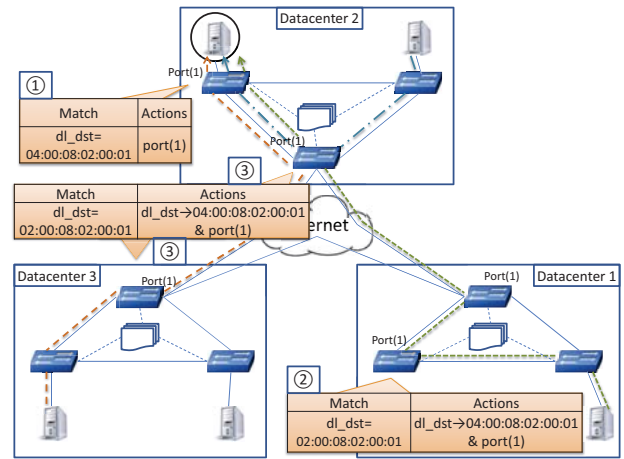 Datacenter 2
Port(1)
①
Match Actions
dl_dst=
04:00:08:02:00:01
port(1)
Port(1)
③
Match Actions
dl_dst=
02:00:08:02:00:01
dl_dst→04:00:08:02:00:01
& port(1)
ernet
③
Datacenter 3
Port(1)
Port(1)
Datacenter 1
Port(1)
②
Match Actions
dl_dst=
02:00:08:02:00:01
dl_dst→04:00:08:02:00:01
& port(1)